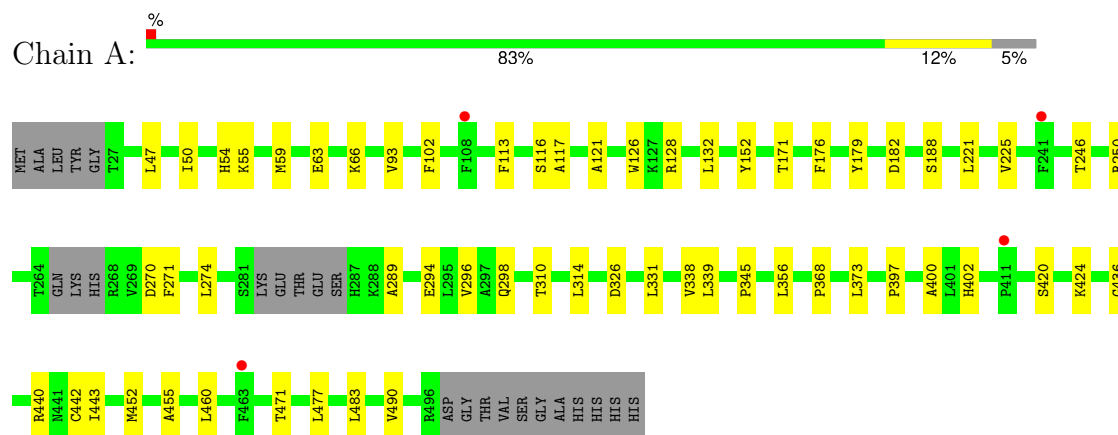 %
Chain A:
83% 12% 5%
MET ALA LEU TYR GLY T27 L47 I50 H54 K55 M59 E63 K66 V93 F102 F108 F113 S116 A117 A121 W126 K127 R128 L132 Y152 T171 F176 Y179 D182 S188 L221 V225 F241 T246
T264 GLN LYS HIS R268 V269 D270 F271 L274 S281 LYS GLU THR GLU SER H287 K288 A289 E294 L295 V296 A297 Q298 T310 L314 D326 L331 V338 L339 P345 L356 P368 L373 P397 A400 L401 H402 P411 S420 K424
R440 N441 C442 I443 M452 A455 L460 F463 T471 L477 L483 V490 R496 ASP GLY THR VAL SER GLY ALA HIS HIS HIS HIS